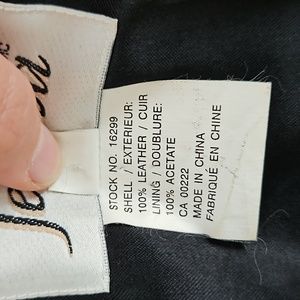 STOCK NO. 16299
SHELL / EXTERIEUR:
100% LEATHER / CUIR
LINING / DOUBLURE:
100% ACETATE
CA 00222
MADE IN CHINA
FABRIQUÉ EN CHINE